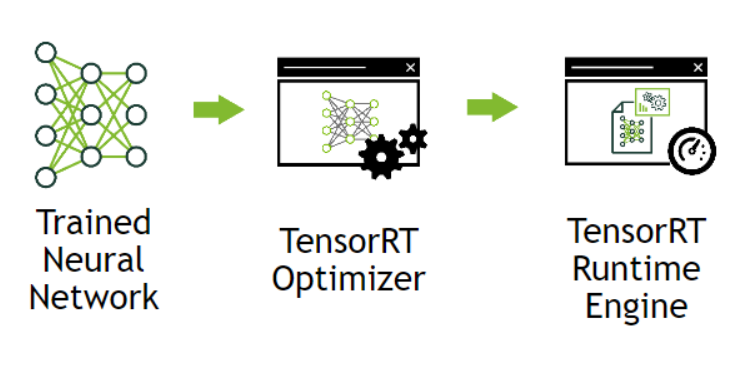 Trained
Neural
Network
TensorRT
Optimizer
TensorRT
Runtime
Engine